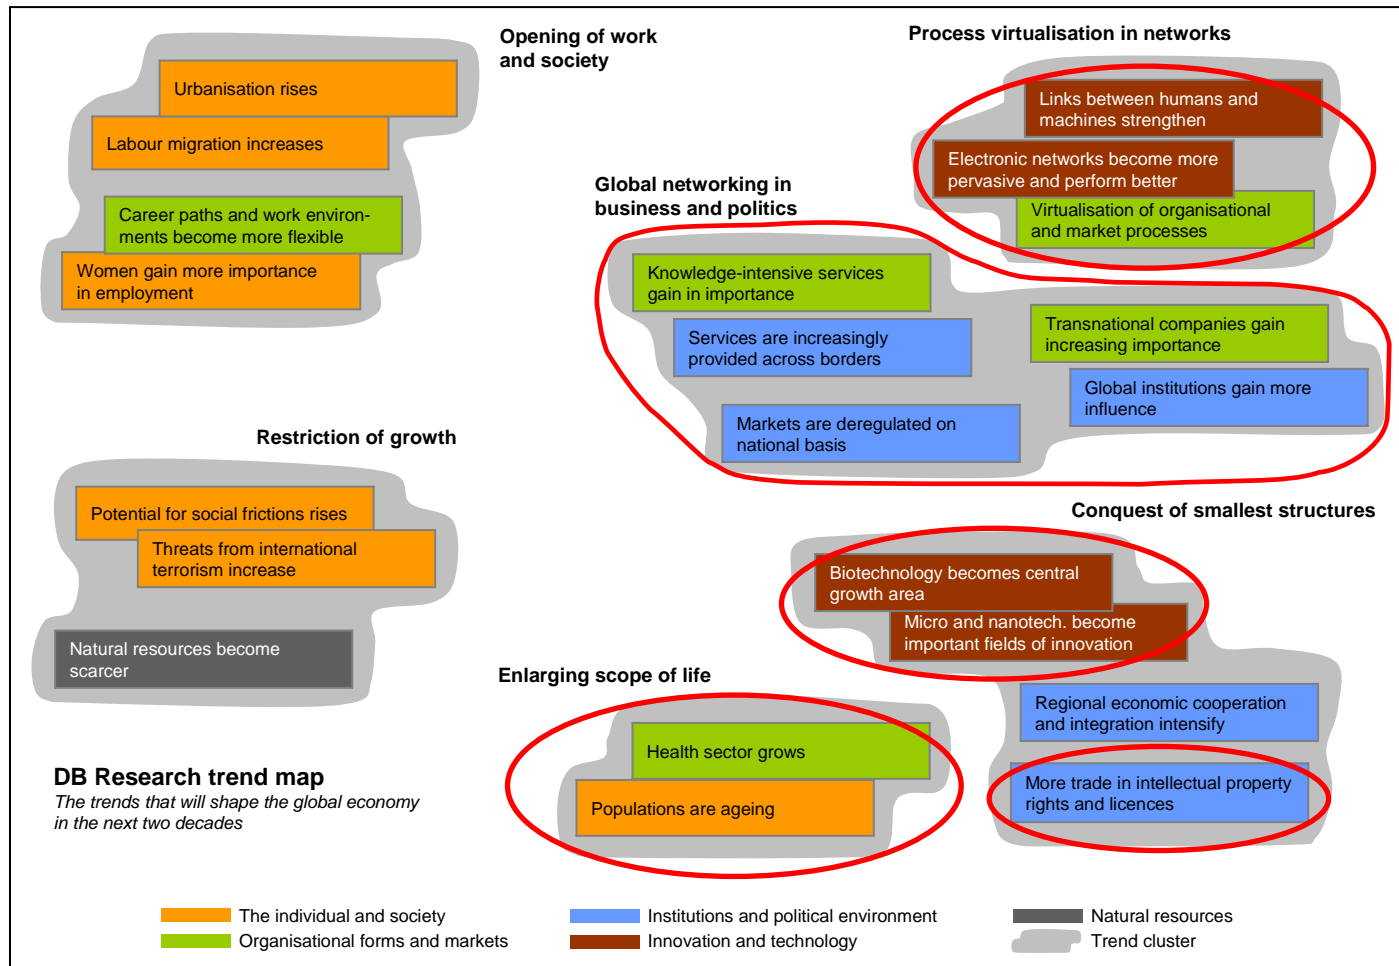 Opening of work
and society
Urbanisation rises
Labour migration increases
Career paths and work environ-
ments become more flexible
Women gain more importance
in employment
Process virtualisation in networks
Links between humans and
machines strengthen
Electronic networks become more
pervasive and perform better
Virtualisation of organisational
and market processes
Global networking in
business and politics
Knowledge-intensive services
gain in importance
Services are increasingly
provided across borders
Markets are deregulated on
national basis
Transnational companies gain
increasing importance
Global institutions gain more
influence
Restriction of growth
Potential for social frictions rises
Threats from international
terrorism increase
Natural resources become
scarcer
Conquest of smallest structures
Biotechnology becomes central
growth area
Micro and nanotech. become
important fields of innovation
Regional economic cooperation
and integration intensify
More trade in intellectual property
rights and licences
Enlarging scope of life
Health sector grows
Populations are ageing
DB Research trend map
The trends that will shape the global economy
in the next two decades
The individual and society
Organisational forms and markets
Institutions and political environment
Innovation and technology
Natural resources
Trend cluster